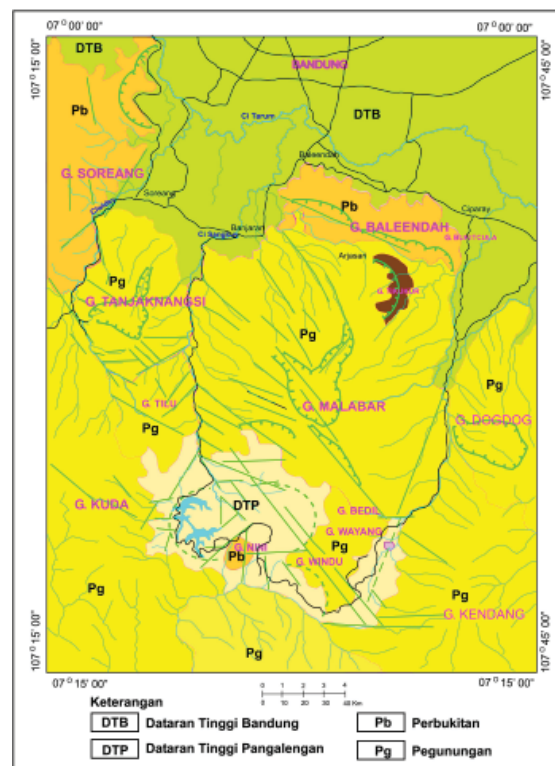 07° 00' 00"
07° 00' 00"
107° 15' 00"
107° 45' 00"
DTB
BANDUNG
Pb
Ci Tarum
DTB
Baleendah
G. SOREANG
Soreang
Pb
Ciparay
G. BALEENDAH
Banjaran
Arjasari
Pg
G. TANJAKNANGSI
Pg
Pg
G. MALABAR
G. TILU
G. DOGDOG
Pg
Pg
G. KUDA
DTP
G. BEDIL
G. WAYANG
G. NINI
Pb
Pg
G. WINDU
Pg
Pg
G. KENDANG
Pg
107° 15' 00"
107° 45' 00"
07° 15' 00"
07° 15' 00"
Keterangan
0 1 2 3 4
0 10 20 30 40 Km
DTB Dataran Tinggi Bandung
Pb Perbukitan
DTP Dataran Tinggi Pangalengan
Pg Pegunungan